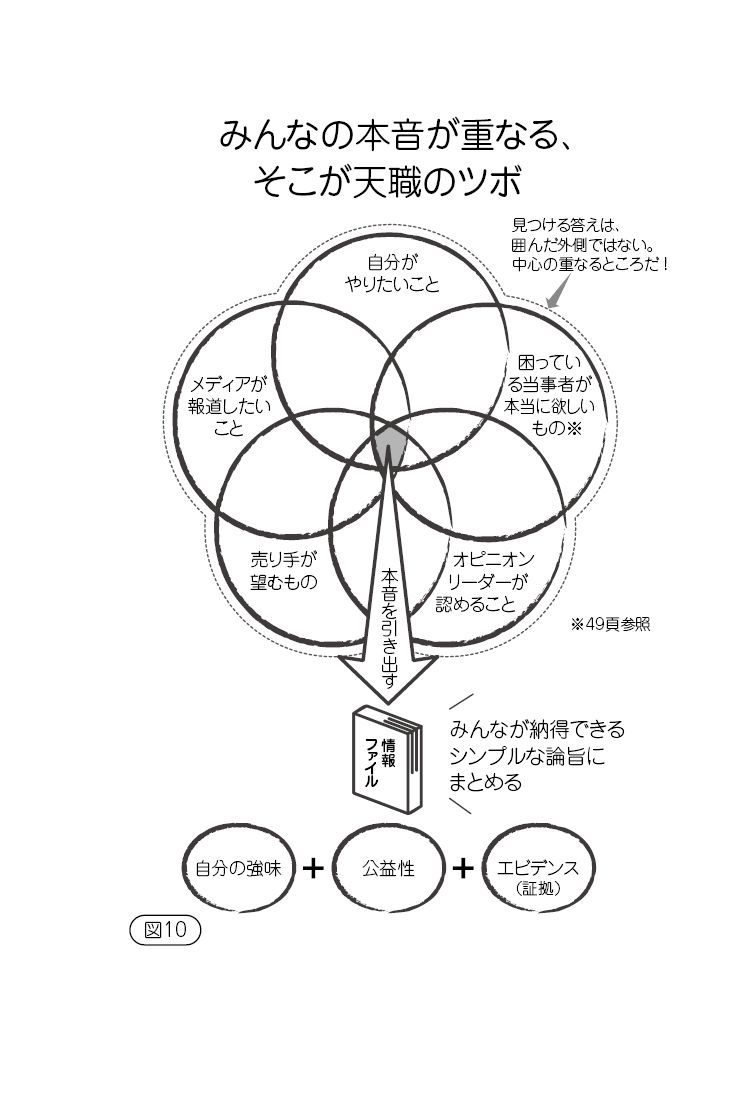 みんなの本音が重なる、
そこが天職のツボ
見つける答えは、
囲んだ外側ではない。
中心の重なるところだ！
自分が
やりたいこと
メディアが
報道したい
こと
困ってい
る当事者が
本当に欲しい
もの※
売り手が
望むもの
オピニオン
リーダーが
認めること
※49頁参照
本音を引き出す
情報
ファイル
みんなが納得できる
シンプルな論旨に
まとめる
自分の強味
+
公益性
+
エビデンス
（証拠）
図10